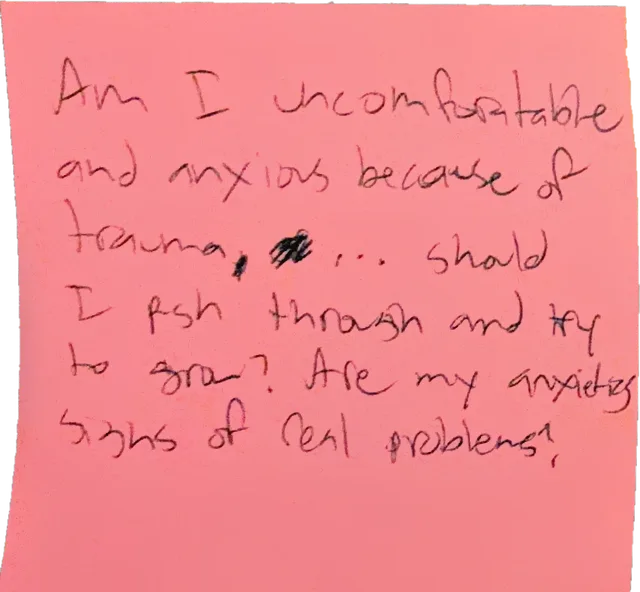 Am I uncomfortable
and anxious because of
trauma, ... should
I push through and try
to grow? Are my anxieties
signs of real problems?